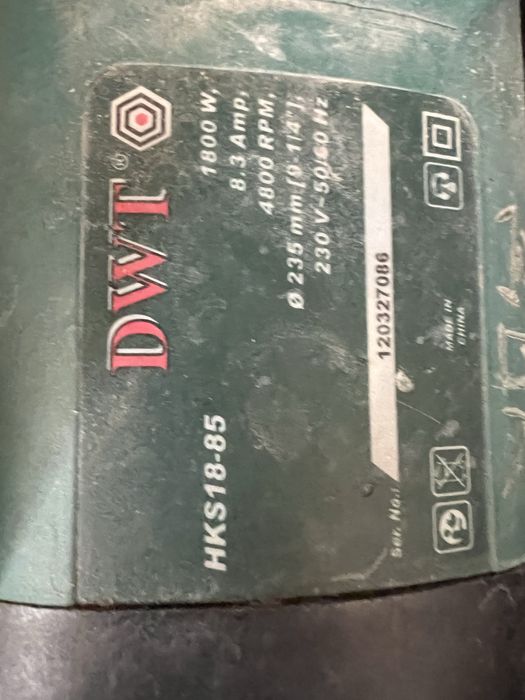 DWT®
HKS18-85
1800 W,
8.3 Amp,
4800 RPM,
Ø 235 mm [9-1/4"],
230 V~50/60 Hz
Ser. No.: 120327086
MADE IN
CHINA